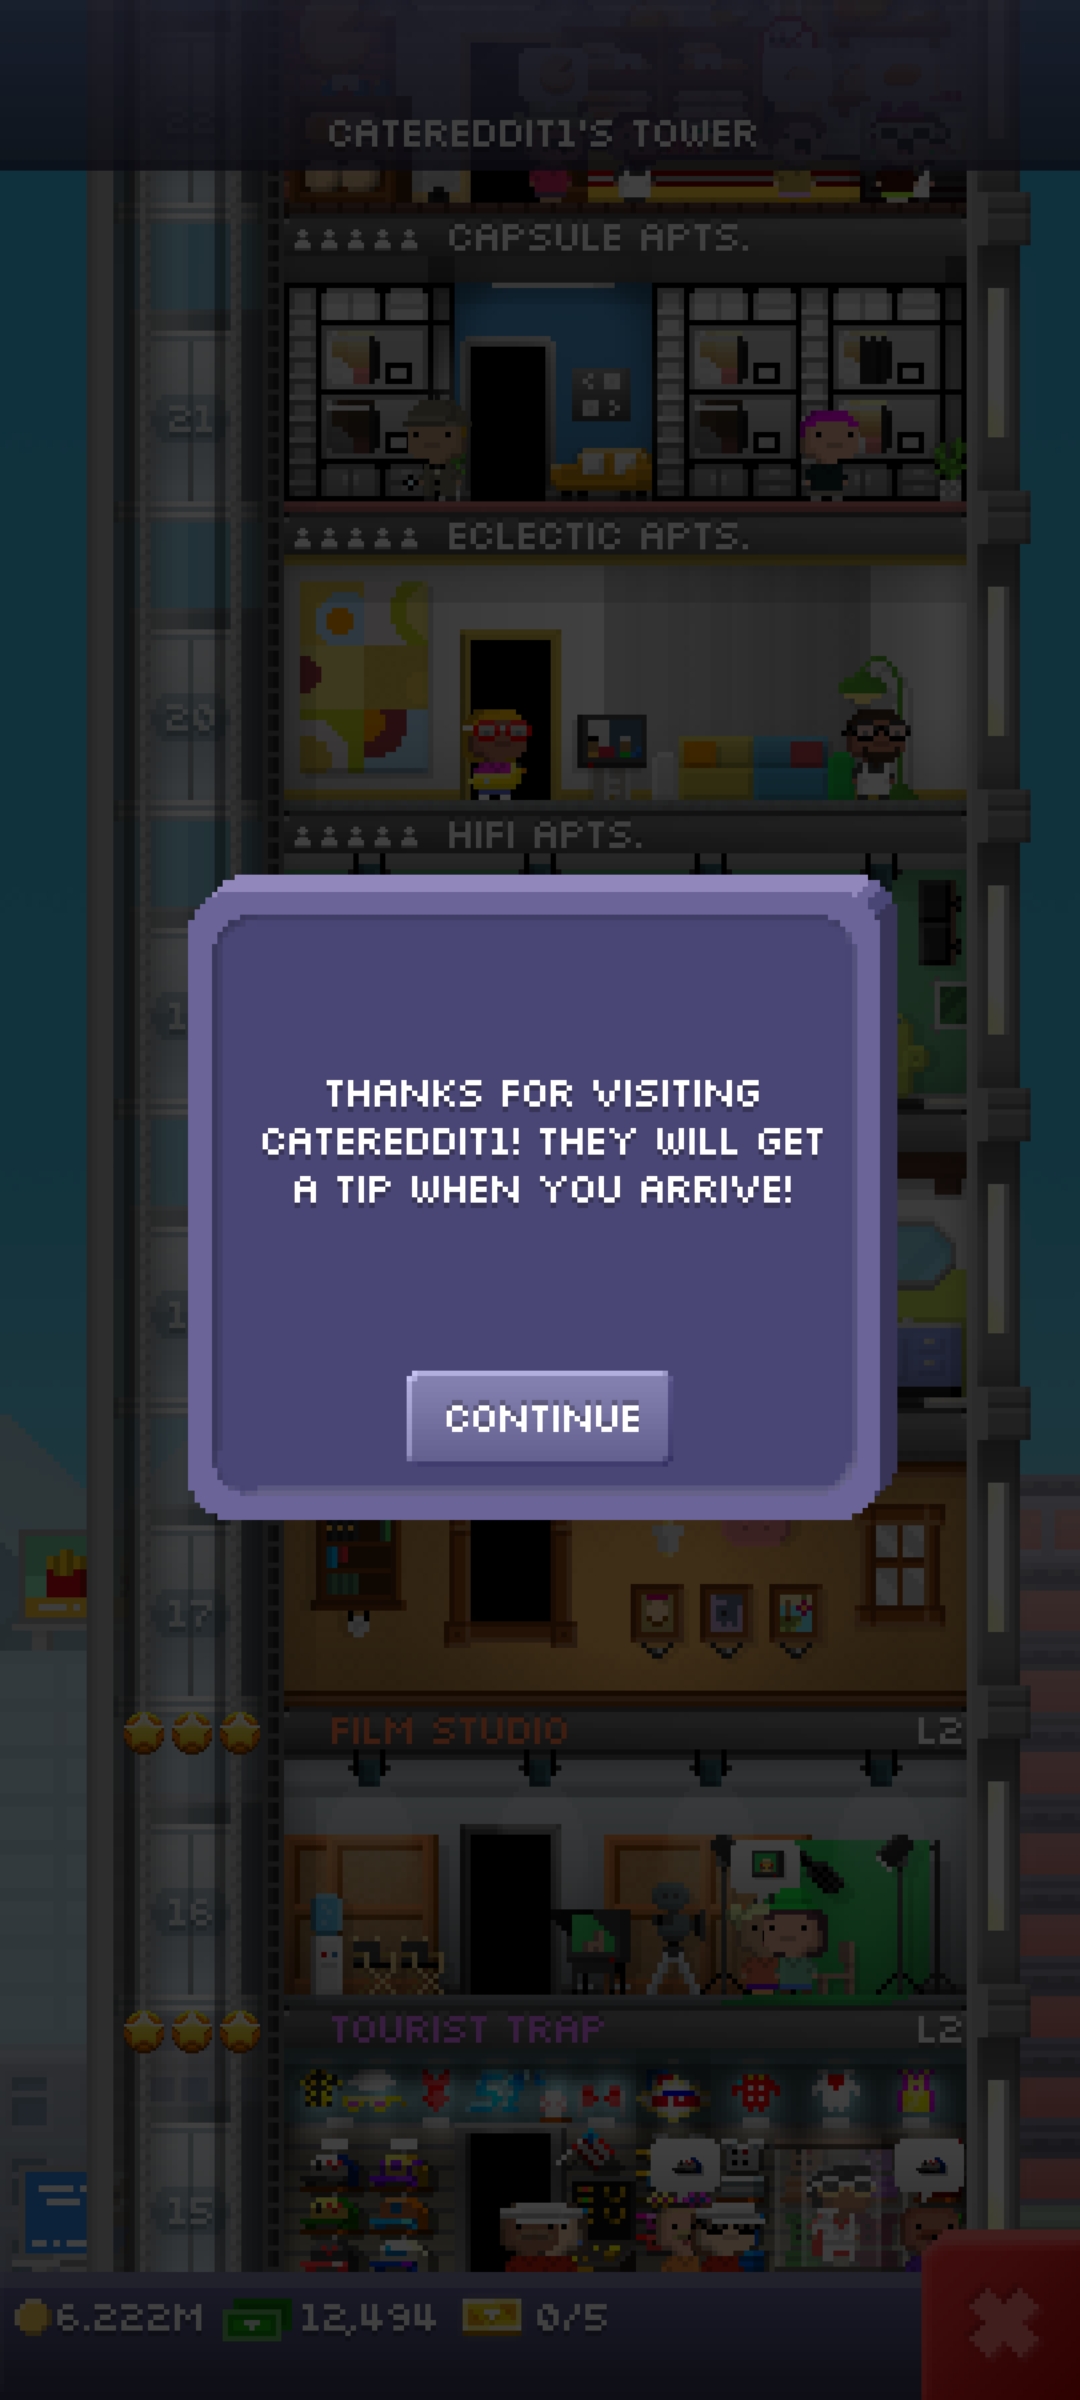 CATEREDDIT1'S TOWER
CAPSULE APTS.
21
ECLECTIC APTS.
20
HIFI APTS.
THANKS FOR VISITING
CATEREDDIT1! THEY WILL GET
A TIP WHEN YOU ARRIVE!
CONTINUE
17
FILM STUDIO L2
16
TOURIST TRAP L2
15
6.222M 12,494 0/5